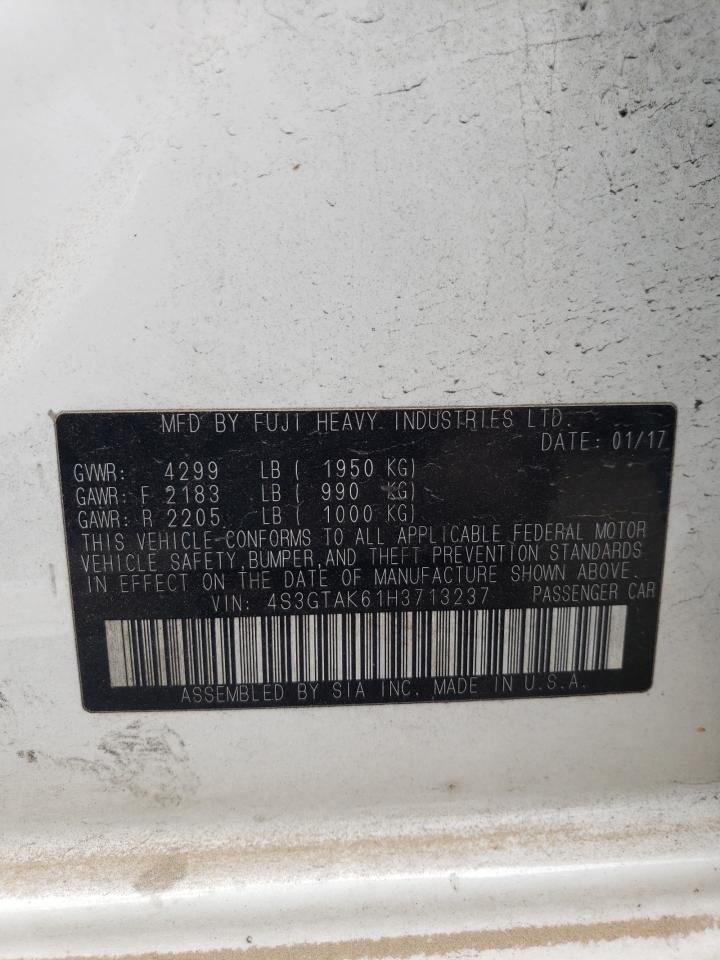 MFD BY FUJI HEAVY INDUSTRIES LTD.
DATE: 01/17
GVWR: 4299 LB ( 1950 KG)
GAWR: F 2183 LB ( 990 KG)
GAWR: R 2205 LB ( 1000 KG)
THIS VEHICLE CONFORMS TO ALL APPLICABLE FEDERAL MOTOR
VEHICLE SAFETY,BUMPER,AND THEFT PREVENTION STANDARDS
IN EFFECT ON THE DATE OF MANUFACTURE SHOWN ABOVE.
VIN: 4S3GTAK61H3713237 PASSENGER CAR
ASSEMBLED BY SIA INC. MADE IN U.S.A.